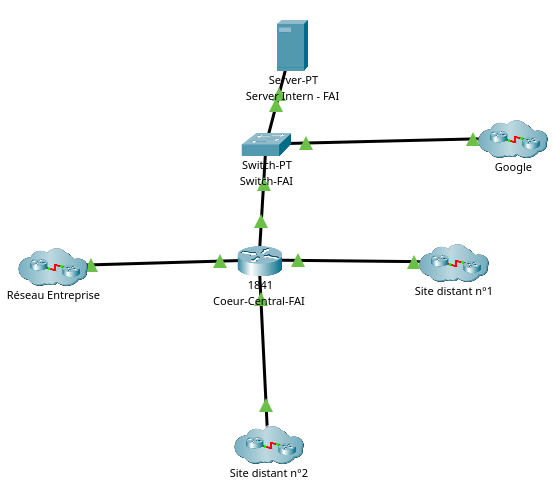 Server-PT
Server Intern - FAI
Google
Switch-PT
Switch-FAI
Réseau Entreprise
1841
Coeur-Central-FAI
Site distant n°1
Site distant n°2